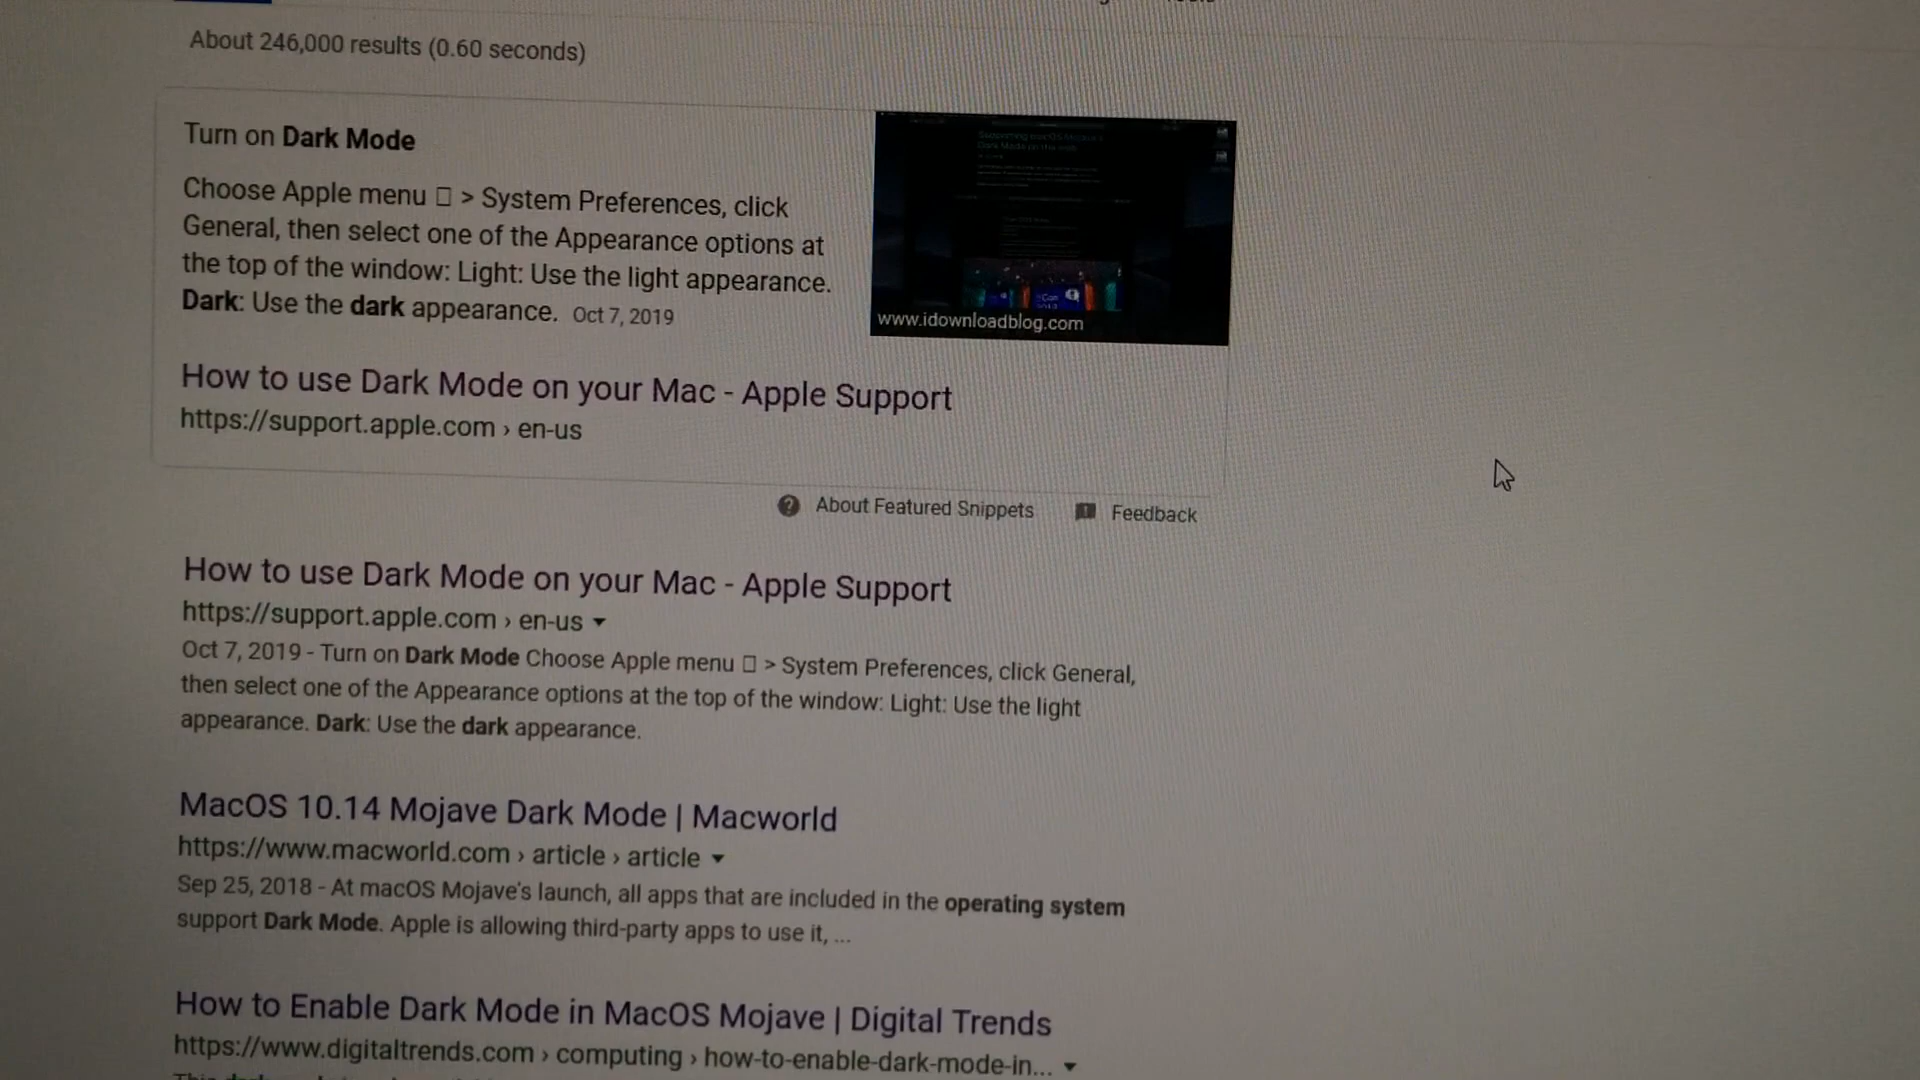 About 246,000 results (0.60 seconds)
Turn on Dark Mode
Choose Apple menu > System Preferences, click
General, then select one of the Appearance options at
the top of the window: Light: Use the light appearance.
Dark: Use the dark appearance. Oct 7, 2019
www.idownloadblog.com
How to use Dark Mode on your Mac - Apple Support
https://support.apple.com › en-us
About Featured Snippets Feedback
How to use Dark Mode on your Mac - Apple Support
https://support.apple.com › en-us
Oct 7, 2019 - Turn on Dark Mode Choose Apple menu > System Preferences, click General,
then select one of the Appearance options at the top of the window: Light: Use the light
appearance. Dark: Use the dark appearance.
MacOS 10.14 Mojave Dark Mode | Macworld
https://www.macworld.com › article › article
Sep 25, 2018 - At macOS Mojave's launch, all apps that are included in the operating system
support Dark Mode. Apple is allowing third-party apps to use it, ...
How to Enable Dark Mode in MacOS Mojave | Digital Trends
https://www.digitaltrends.com › computing › how-to-enable-dark-mode-in...